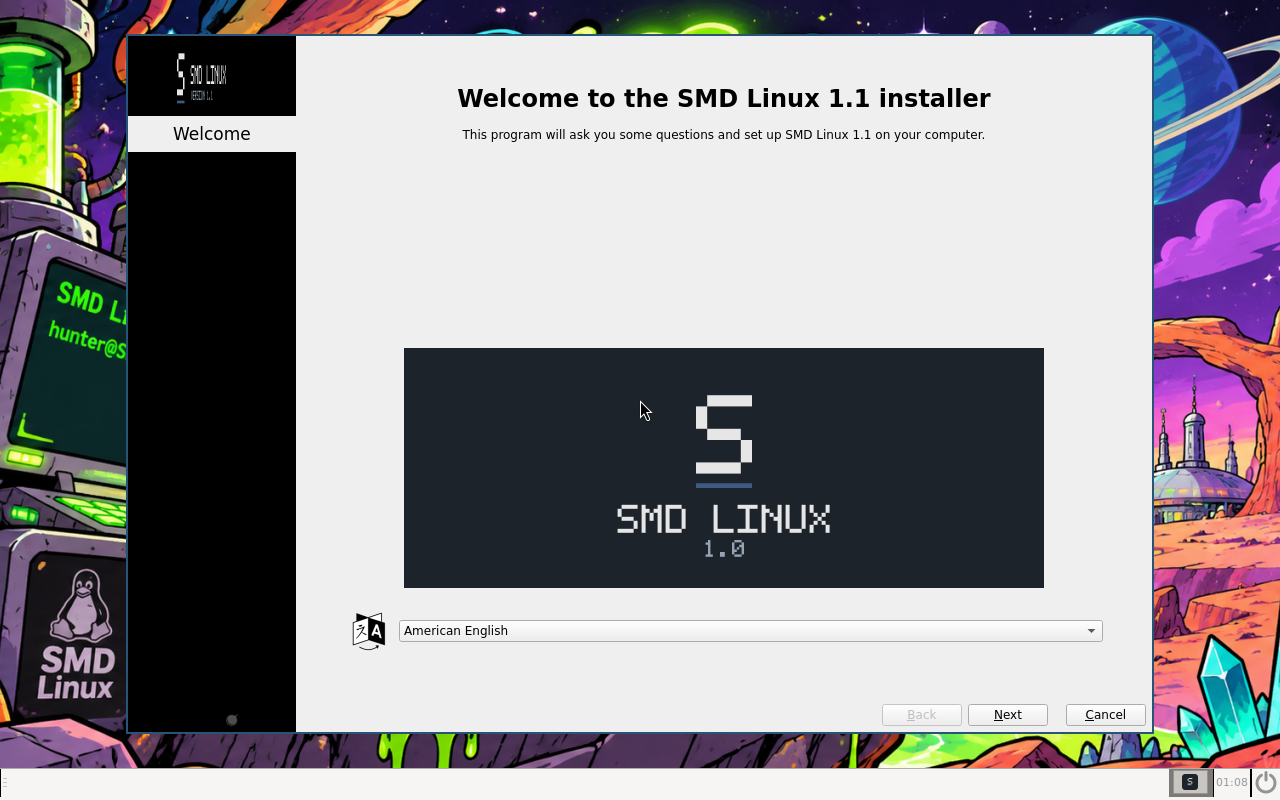 S
SMD LINUX
VERSION 1.1
Welcome
Welcome to the SMD Linux 1.1 installer
This program will ask you some questions and set up SMD Linux 1.1 on your computer.
SMD Li
hunter@S
S
SMD LINUX
1.0
SMD
Linux
American English
Back
Next
Cancel
S
01:08